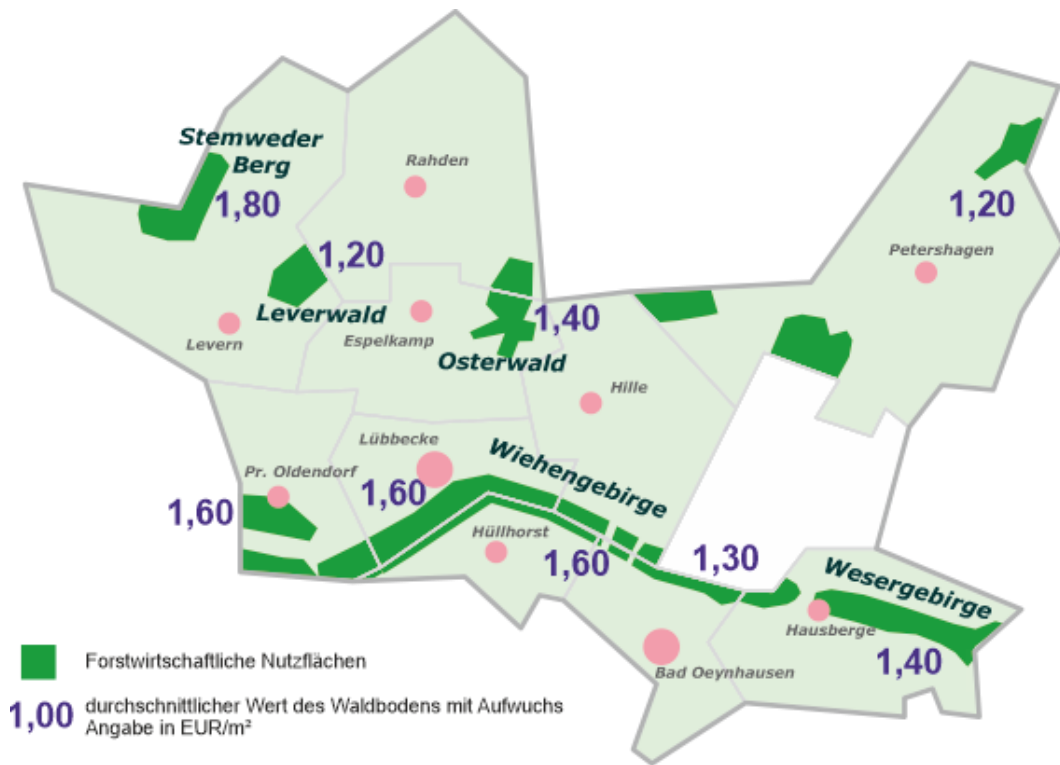 Stemweder
Berg
Rahden
1,80
1,20
1,20
Petershagen
Leverwald
Levern
Espelkamp
1,40
Osterwald
Hille
Lübbecke
Wiehengebirge
Pr. Oldendorf
1,60
1,60
Hüllhorst
1,60
1,30
Wesergebirge
Hausberge
1,40
Bad Oeynhausen
Forstwirtschaftliche Nutzflächen
1,00 durchschnittlicher Wert des Waldbodens mit Aufwuchs
Angabe in EUR/m²